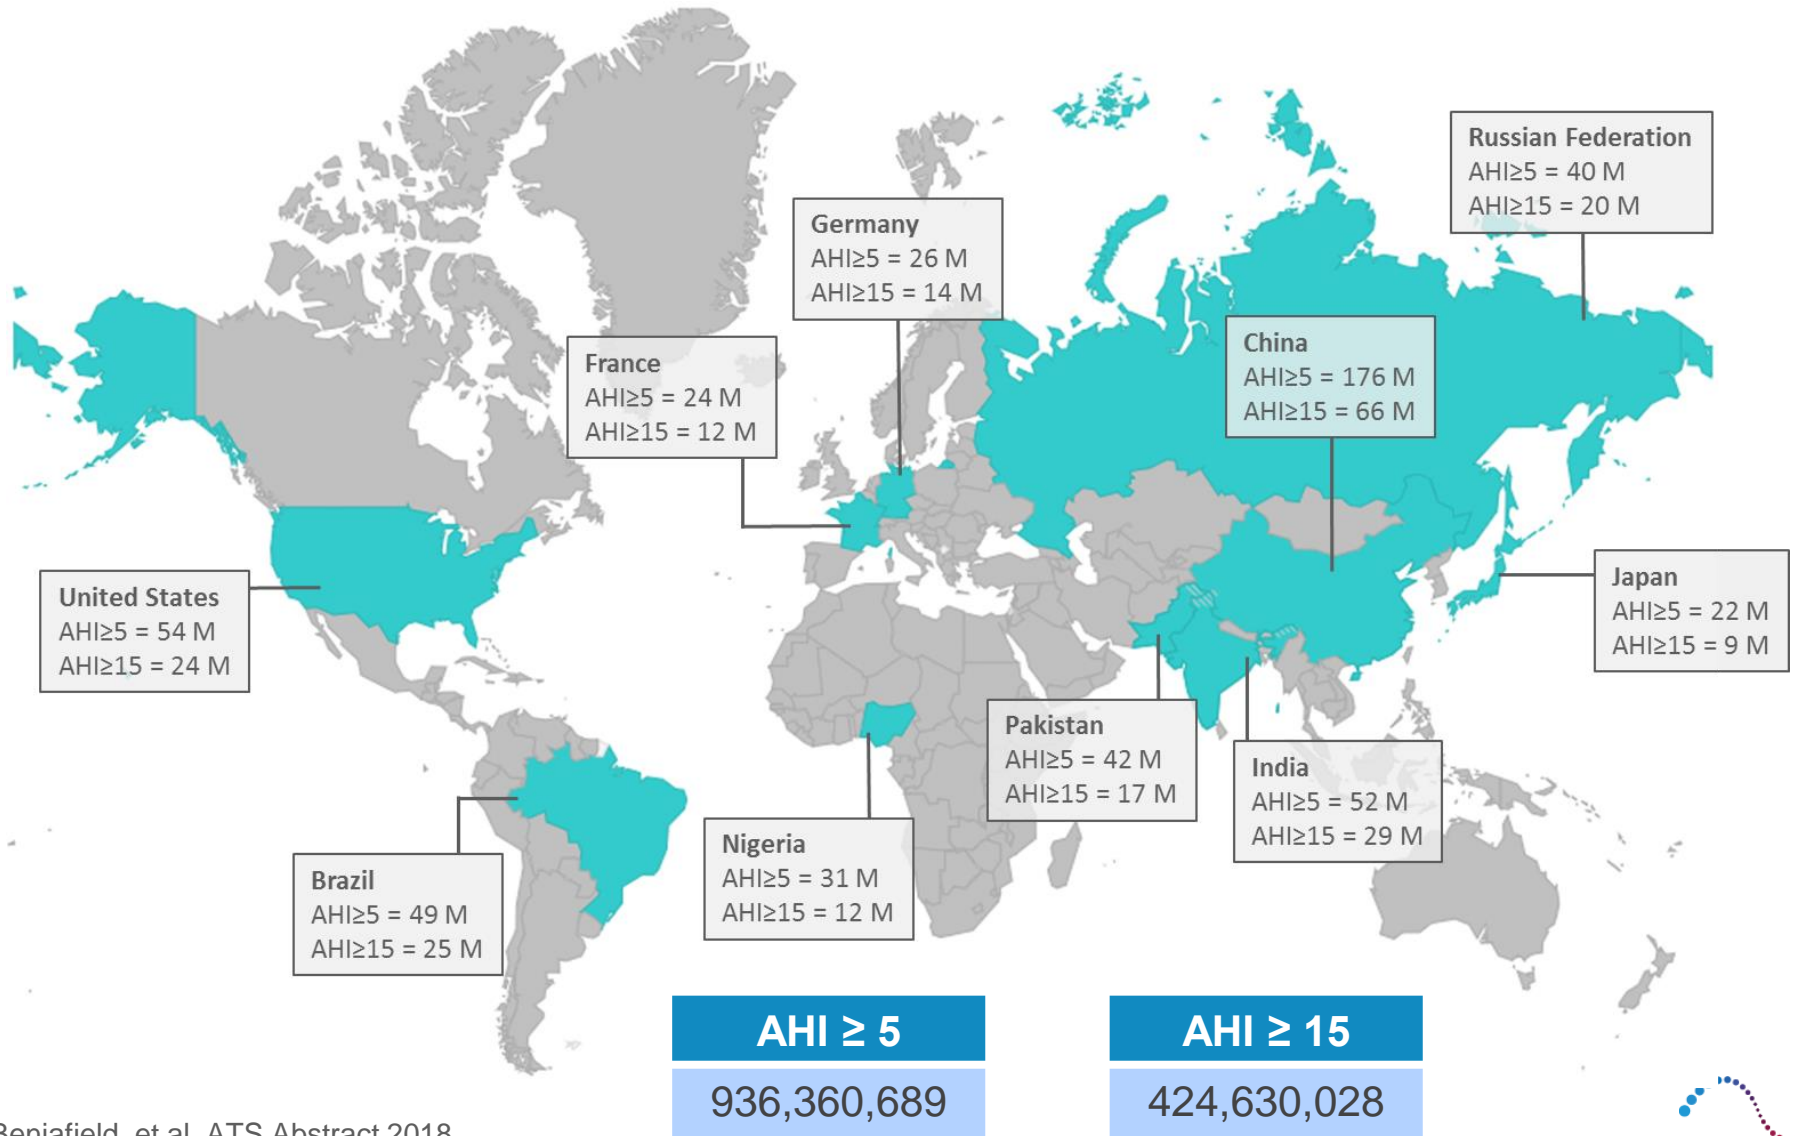 Russian Federation
AHI≥5 = 40 M
AHI≥15 = 20 M
Germany
AHI≥5 = 26 M
AHI≥15 = 14 M
France
AHI≥5 = 24 M
AHI≥15 = 12 M
China
AHI≥5 = 176 M
AHI≥15 = 66 M
United States
AHI≥5 = 54 M
AHI≥15 = 24 M
Japan
AHI≥5 = 22 M
AHI≥15 = 9 M
Pakistan
AHI≥5 = 42 M
AHI≥15 = 17 M
India
AHI≥5 = 52 M
AHI≥15 = 29 M
Nigeria
AHI≥5 = 31 M
AHI≥15 = 12 M
Brazil
AHI≥5 = 49 M
AHI≥15 = 25 M
AHI ≥ 5
936,360,689
AHI ≥ 15
424,630,028
Benjafield, et al. ATS Abstract 2018